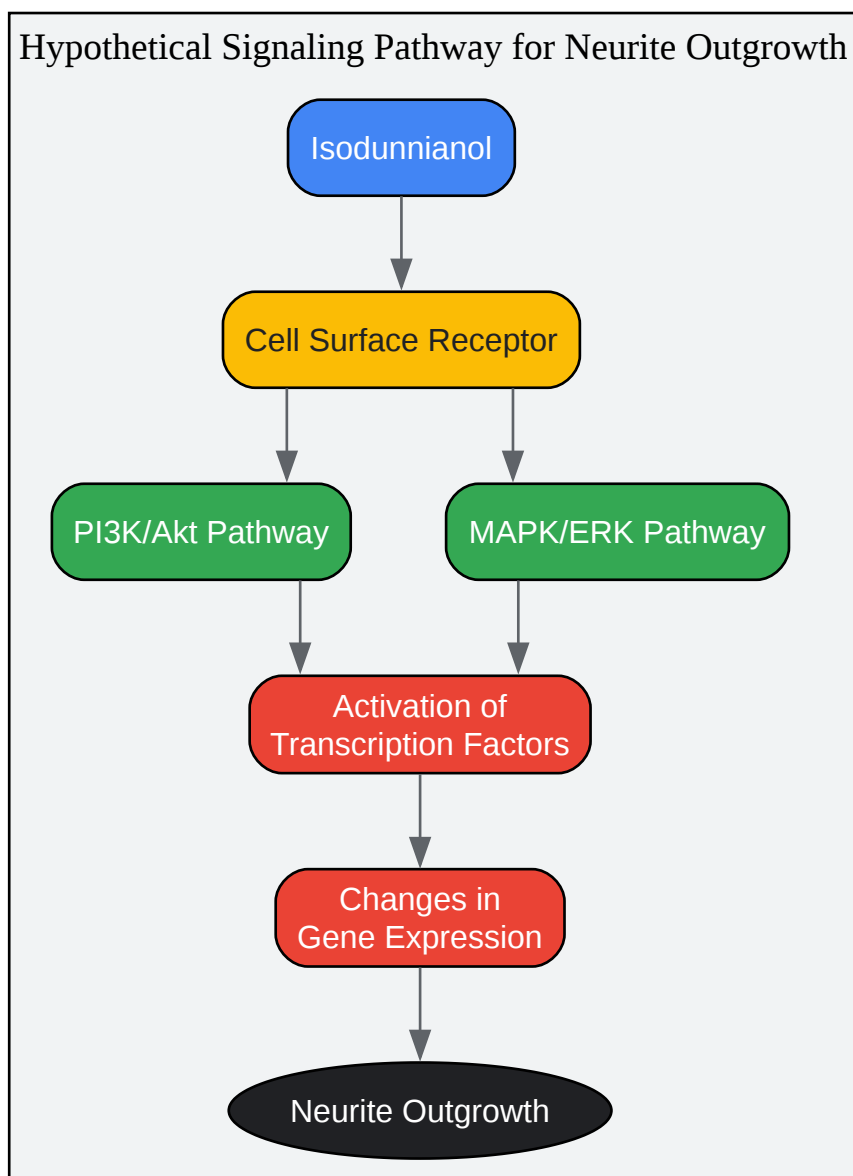 Hypothetical Signaling Pathway for Neurite Outgrowth
Isodunnianol
Cell Surface Receptor
PI3K/Akt Pathway
MAPK/ERK Pathway
Activation of
Transcription Factors
Changes in
Gene Expression
Neurite Outgrowth